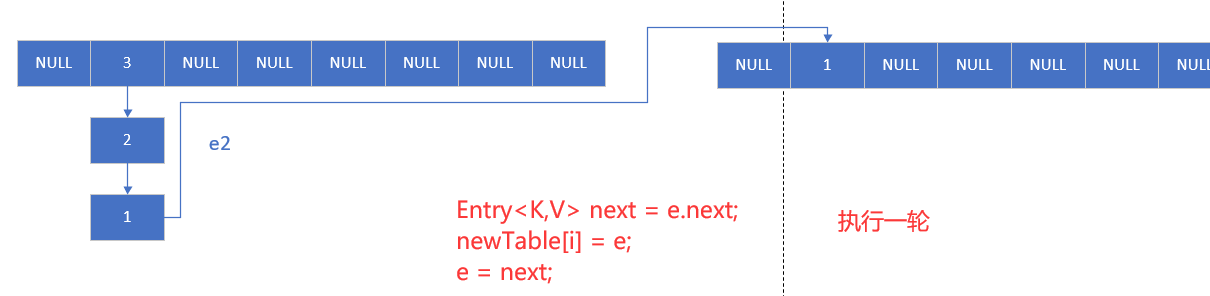 NULL 3 NULL NULL NULL NULL NULL NULL
NULL 1 NULL NULL NULL NULL NULL
2
e2
1
Entry<K,V> next = e.next;
newTable[i] = e;
e = next;
执行一轮